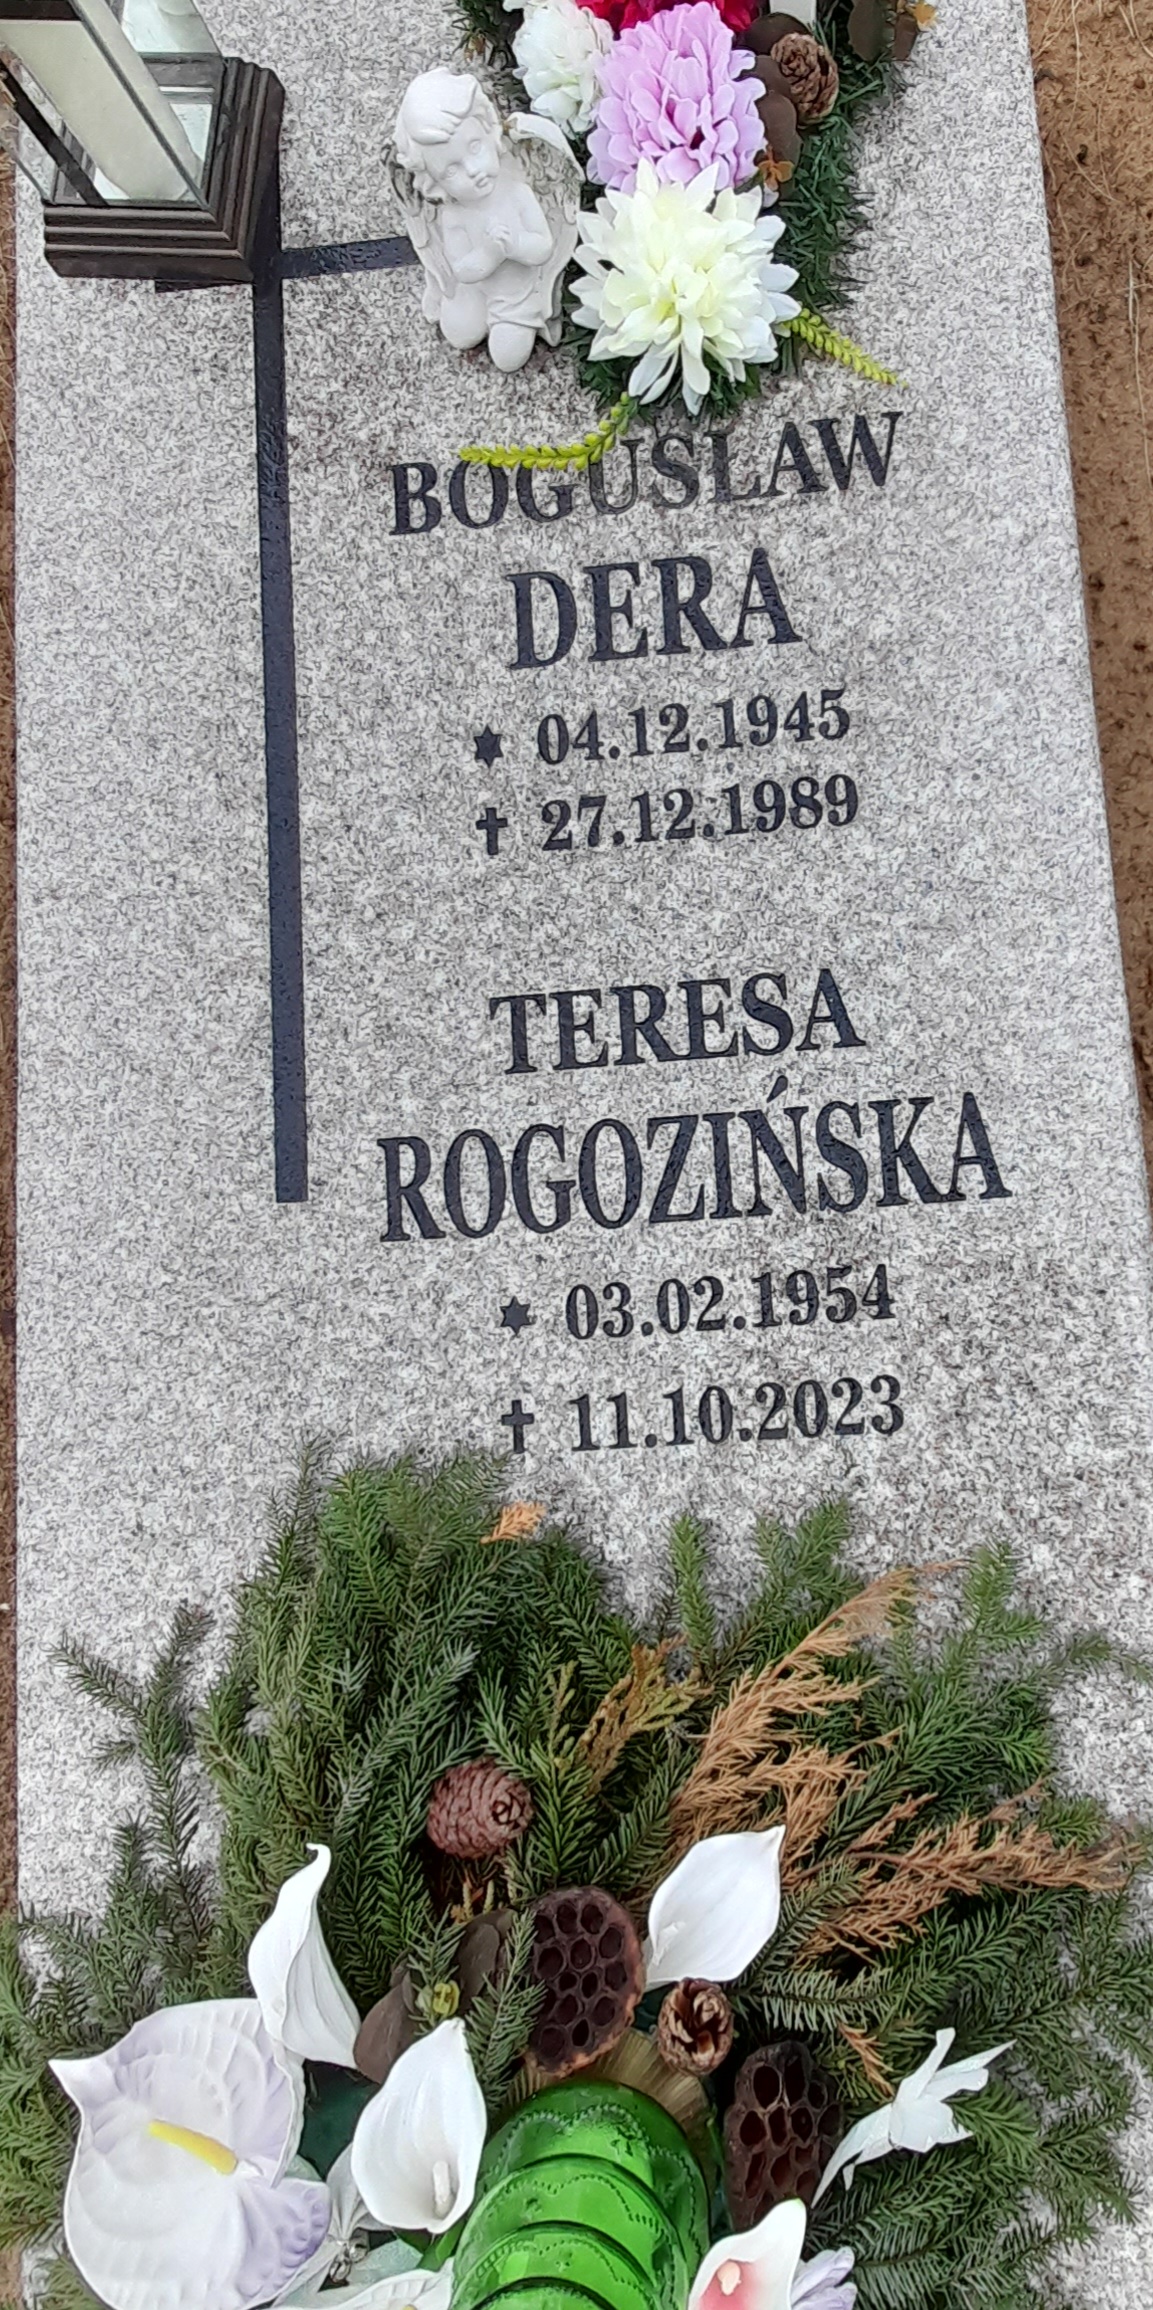 BOGUSŁAW
DERA
✶ 04.12.1945
✝ 27.12.1989
TERESA
ROGOZIŃSKA
✶ 03.02.1954
✝ 11.10.2023